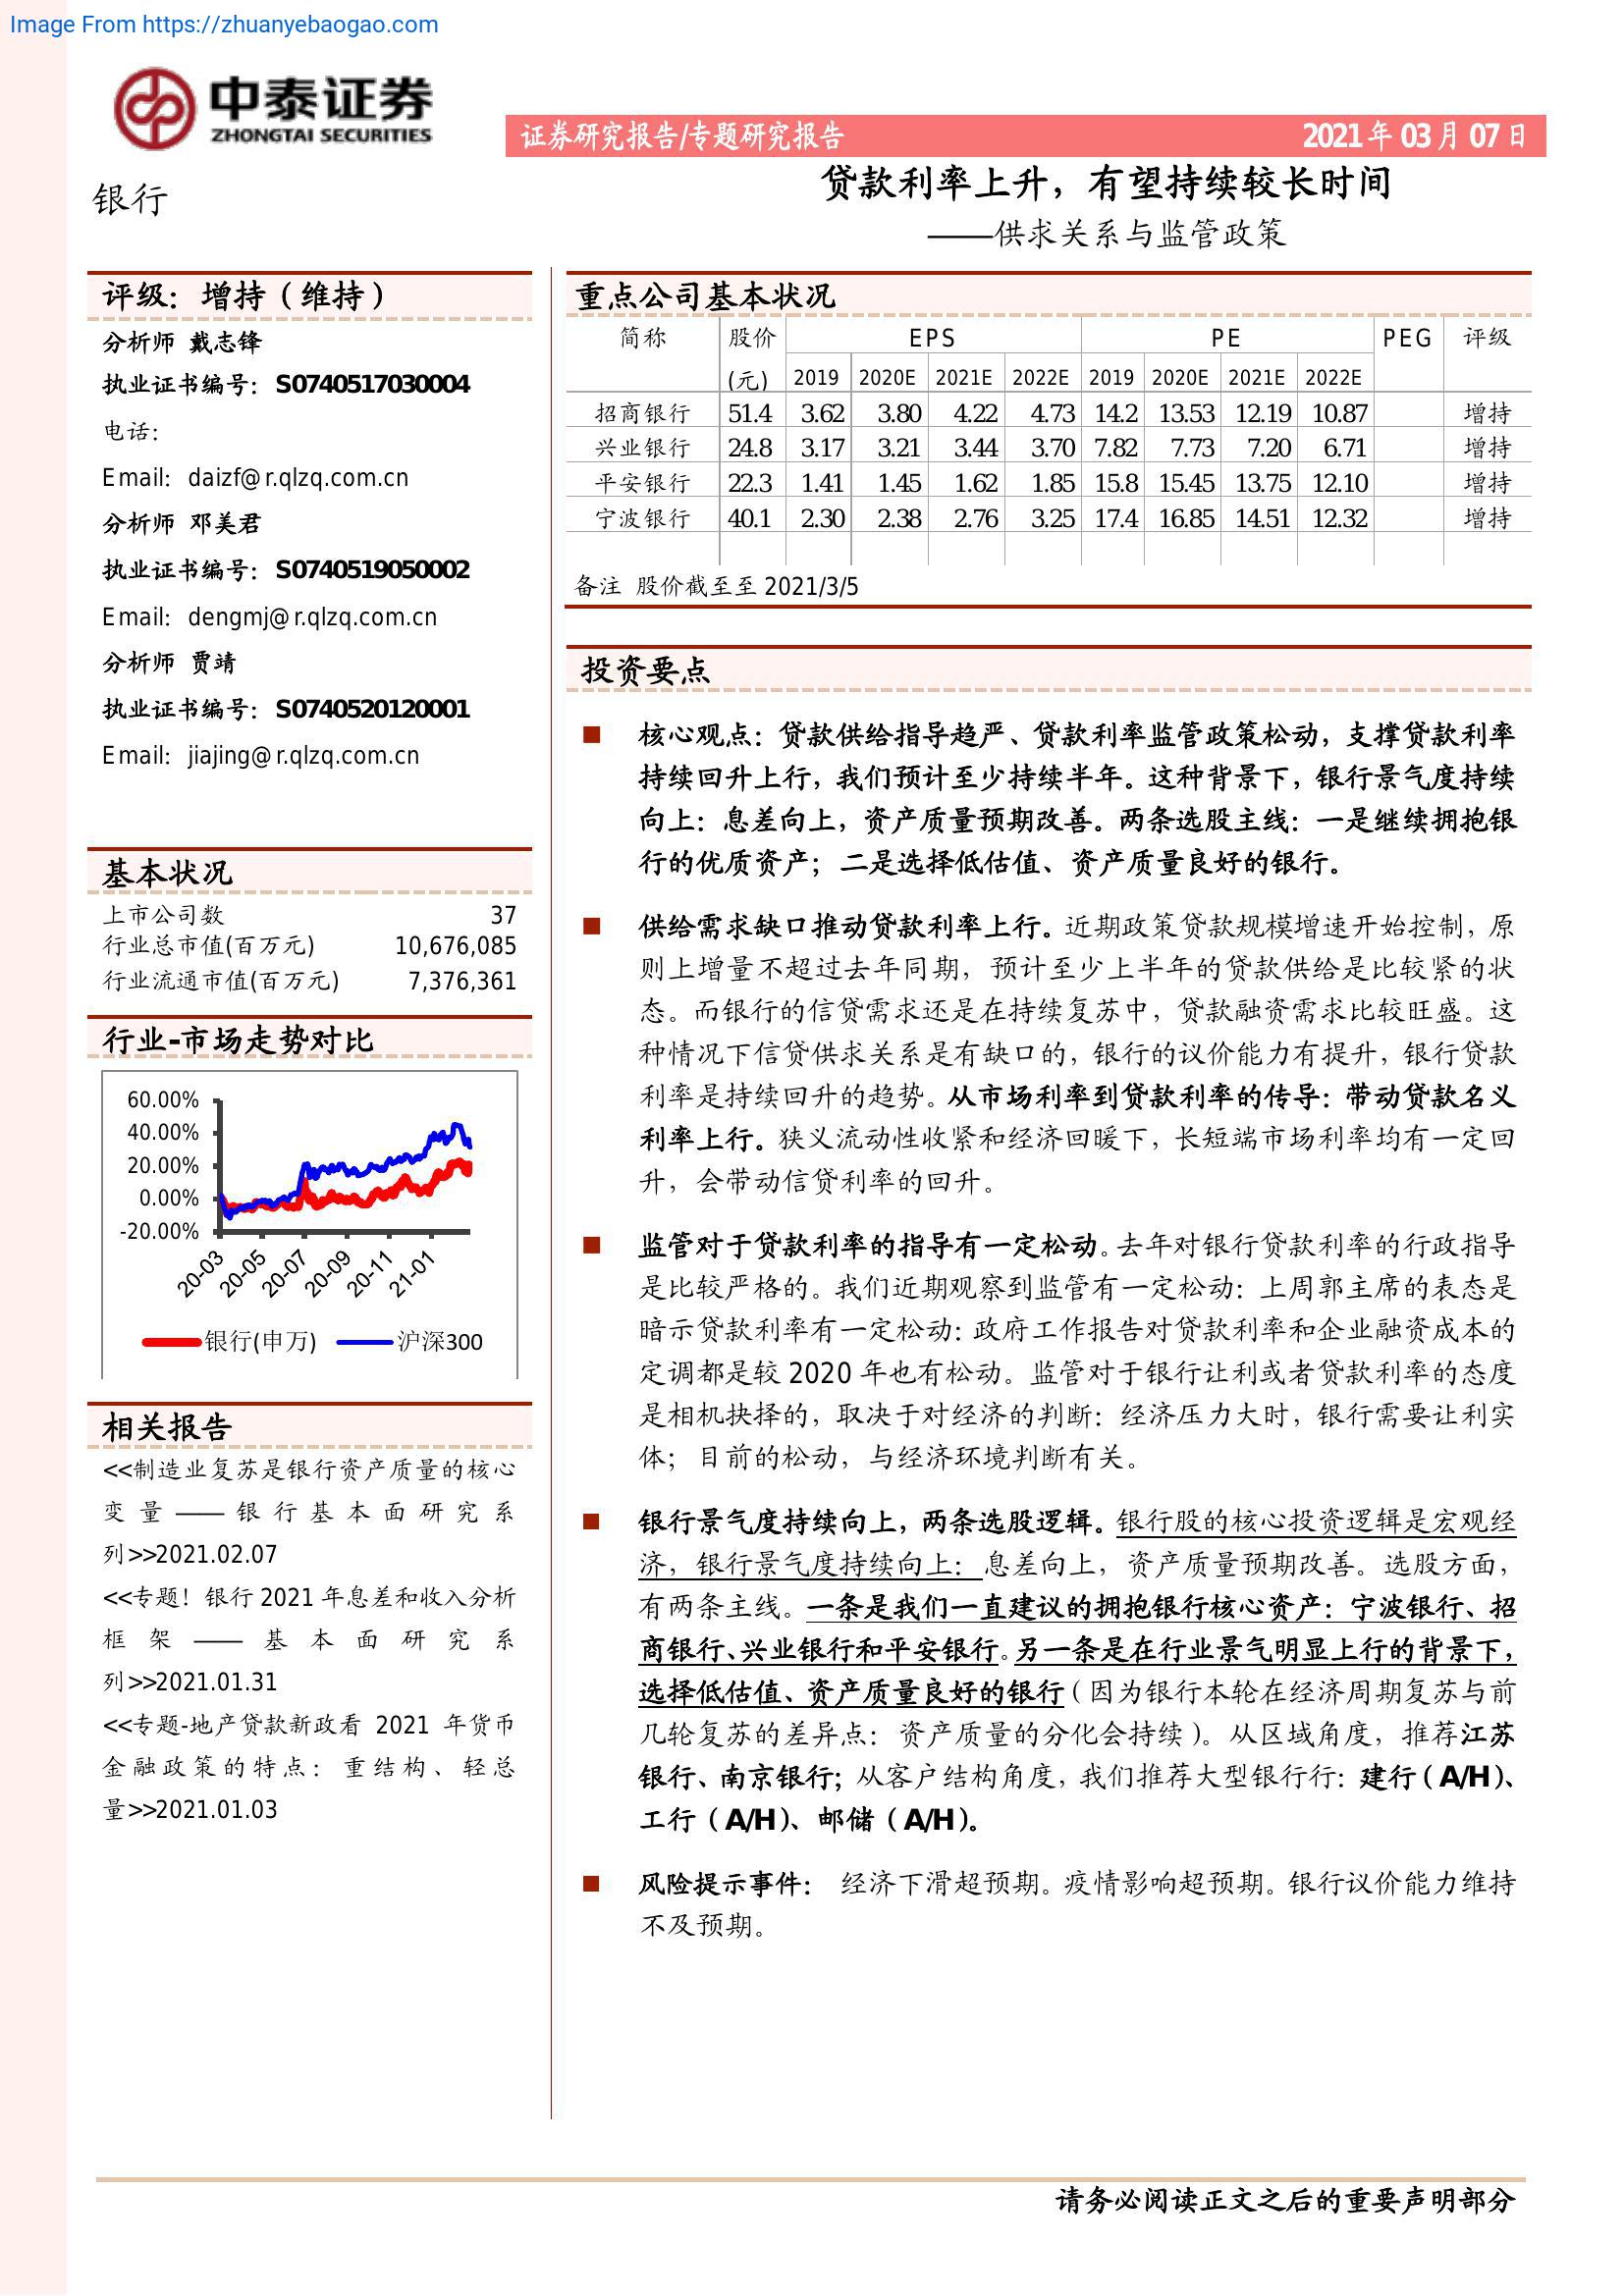 Image From https://zhuanyebaogao.com
中泰证券
ZHONGTAI SECURITIES
证券研究报告/专题研究报告 2021年 03月 07日
银行
贷款利率上升，有望持续较长时间
——供求关系与监管政策
评级：增持（维持）
分析师 戴志锋
执业证书编号：S0740517030004
电话：
Email：daizf@r.qlzq.com.cn
分析师 邓美君
执业证书编号：S0740519050002
Email：dengmj@r.qlzq.com.cn
分析师 贾靖
执业证书编号：S0740520120001
Email：jiajing@r.qlzq.com.cn
基本状况
上市公司数 37
行业总市值(百万元) 10,676,085
行业流通市值(百万元) 7,376,361
行业-市场走势对比
60.00%
40.00%
20.00%
0.00%
-20.00%
20-03 20-05 20-07 20-09 20-11 21-01
银行(申万) 沪深300
相关报告
<<制造业复苏是银行资产质量的核心
变量——银行基本面研究系
列>>2021.02.07
<<专题！银行 2021 年息差和收入分析
框架——基本面研究系
列>>2021.01.31
<<专题-地产贷款新政看 2021 年货币
金融政策的特点：重结构、轻总
量>>2021.01.03
重点公司基本状况
简称 股价 EPS PE PEG 评级
(元) 2019 2020E 2021E 2022E 2019 2020E 2021E 2022E
招商银行 51.4 3.62 3.80 4.22 4.73 14.2 13.53 12.19 10.87 增持
兴业银行 24.8 3.17 3.21 3.44 3.70 7.82 7.73 7.20 6.71 增持
平安银行 22.3 1.41 1.45 1.62 1.85 15.8 15.45 13.75 12.10 增持
宁波银行 40.1 2.30 2.38 2.76 3.25 17.4 16.85 14.51 12.32 增持
备注 股价截至至 2021/3/5
投资要点
■ 核心观点：贷款供给指导趋严、贷款利率监管政策松动，支撑贷款利率
持续回升上行，我们预计至少持续半年。这种背景下，银行景气度持续
向上：息差向上，资产质量预期改善。两条选股主线：一是继续拥抱银
行的优质资产；二是选择低估值、资产质量良好的银行。
■ 供给需求缺口推动贷款利率上行。近期政策贷款规模增速开始控制，原
则上增量不超过去年同期，预计至少上半年的贷款供给是比较紧的状
态。而银行的信贷需求还是在持续复苏中，贷款融资需求比较旺盛。这
种情况下信贷供求关系是有缺口的，银行的议价能力有提升，银行贷款
利率是持续回升的趋势。从市场利率到贷款利率的传导：带动贷款名义
利率上行。狭义流动性收紧和经济回暖下，长短端市场利率均有一定回
升，会带动信贷利率的回升。
■ 监管对于贷款利率的指导有一定松动。去年对银行贷款利率的行政指导
是比较严格的。我们近期观察到监管有一定松动：上周郭主席的表态是
暗示贷款利率有一定松动；政府工作报告对贷款利率和企业融资成本的
定调都是较 2020 年也有松动。监管对于银行让利或者贷款利率的态度
是相机抉择的，取决于对经济的判断：经济压力大时，银行需要让利实
体；目前的松动，与经济环境判断有关。
■ 银行景气度持续向上，两条选股逻辑。银行股的核心投资逻辑是宏观经
济，银行景气度持续向上：息差向上，资产质量预期改善。选股方面，
有两条主线。一条是我们一直建议的拥抱银行核心资产：宁波银行、招
商银行、兴业银行和平安银行。另一条是在行业景气明显上行的背景下，
选择低估值、资产质量良好的银行（因为银行本轮在经济周期复苏与前
几轮复苏的差异点：资产质量的分化会持续）。从区域角度，推荐江苏
银行、南京银行；从客户结构角度，我们推荐大型银行行：建行（A/H）、
工行（A/H）、邮储（A/H）。
■ 风险提示事件： 经济下滑超预期。疫情影响超预期。银行议价能力维持
不及预期。
请务必阅读正文之后的重要声明部分